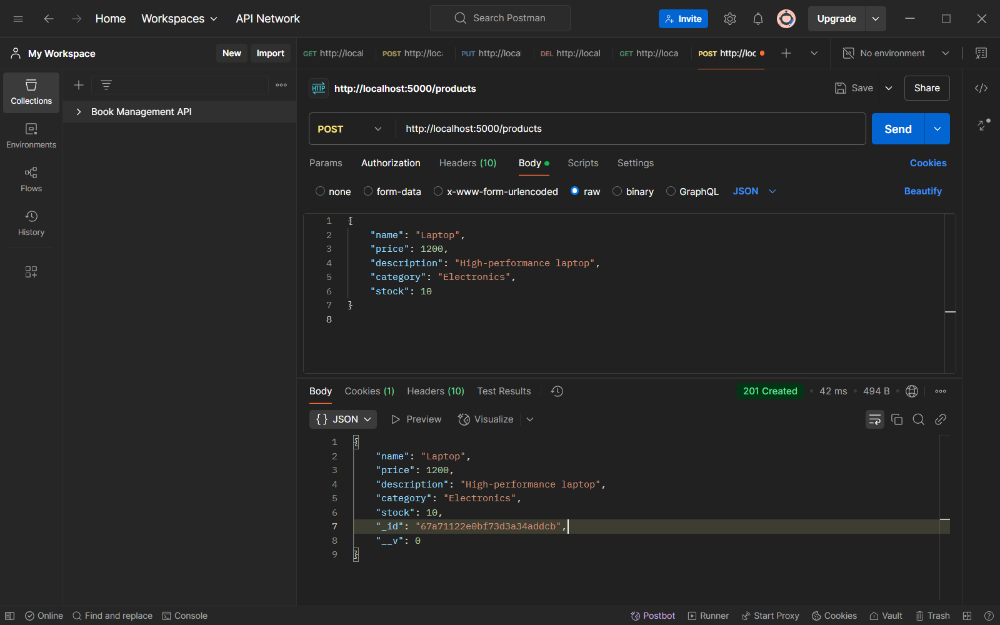 Home Workspaces API Network Search Postman Invite Upgrade
My Workspace New Import GET http://local POST http://loca PUT http://local DEL http://local GET http://loca POST http://loc No environment
HTTP http://localhost:5000/products Save Share
Collections
Book Management API
Environments
Flows
History
POST http://localhost:5000/products Send
Params Authorization Headers (10) Body Scripts Settings Cookies
none form-data x-www-form-urlencoded raw binary GraphQL JSON Beautify
1 {
2 "name": "Laptop",
3 "price": 1200,
4 "description": "High-performance laptop",
5 "category": "Electronics",
6 "stock": 10
7 }
8
Body Cookies (1) Headers (10) Test Results 201 Created • 42 ms • 494 B •
{} JSON Preview Visualize
1 {
2 "name": "Laptop",
3 "price": 1200,
4 "description": "High-performance laptop",
5 "category": "Electronics",
6 "stock": 10,
7 "_id": "67a71122e0bf73d3a34addcb",
8 "__v": 0
9 }
Online Find and replace Console Postbot Runner Start Proxy Cookies Vault Trash